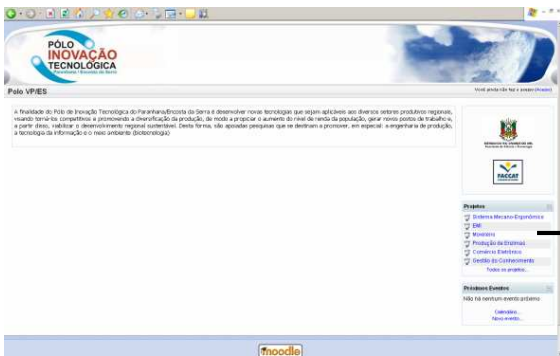 PÓLO
INOVAÇÃO
TECNOLÓGICA
Paranhana / Encosta da Serra
Polo VP/ES
Você ainda não fez o acesso (Acesso)
A finalidade do Pólo de Inovação Tecnológica do Paranhana/Encosta da Serra é desenvolver novas tecnologias que sejam aplicáveis aos diversos setores produtivos regionais,
visando torná-los competitivos e promovendo a diversificação da produção, de modo a propiciar o aumento do nível de renda da população, gerar novos postos de trabalho e,
a partir disso, viabilizar o desenvolvimento regional sustentável. Desta forma, são apoiadas pesquisas que se destinam a promover, em especial: a engenharia de produção,
a tecnologia da informação e o meio ambiente (biotecnologia)
FACCAT
Projetos
Sistema Mecano-Ergonômico
EMI
Mobiliário
Produção de Enzimas
Comércio Eletrônico
Gestão do Conhecimento
Todos os projetos...
Próximos Eventos
Não há nenhum evento próximo
Calendário...
Novo evento...
moodle